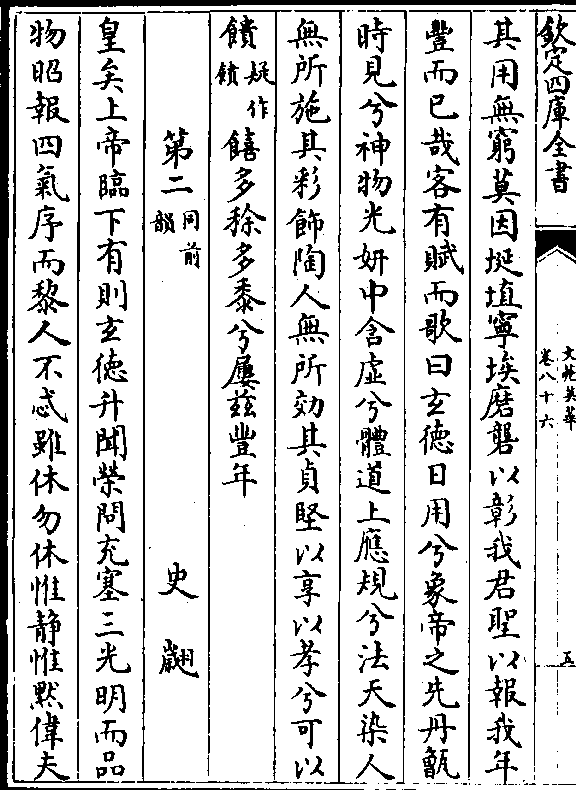 欽定四庫全書
文苑英華
卷八十六
五
其用無窮莫因埏埴寧埃磨礱以彰我君聖以報我年
豐而已哉客有賦而歌曰玄德日用兮象帝之先丹甑
時見兮神物光妍中含虛兮體道上應規兮法天染人
無所施其彩飾陶人無所効其貞堅以享以孝兮可以
饋疑作饙饎多稌多黍兮屢茲豐年
第二同前韻 史翽
皇矣上帝臨下有則玄德升聞榮問充塞三光明而品
物昭報四氣序而黎人不忒雖休勿休惟靜惟黙偉夫